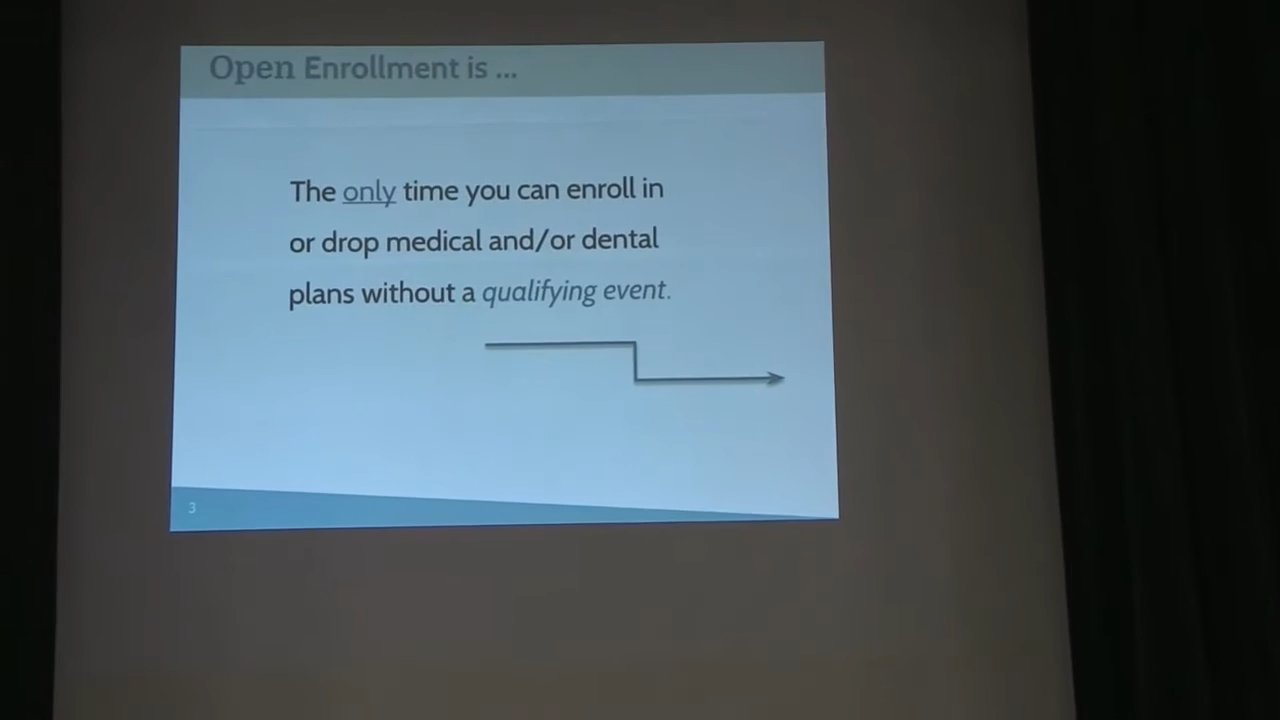 Open Enrollment is ...
The only time you can enroll in
or drop medical and/or dental
plans without a qualifying event.
3